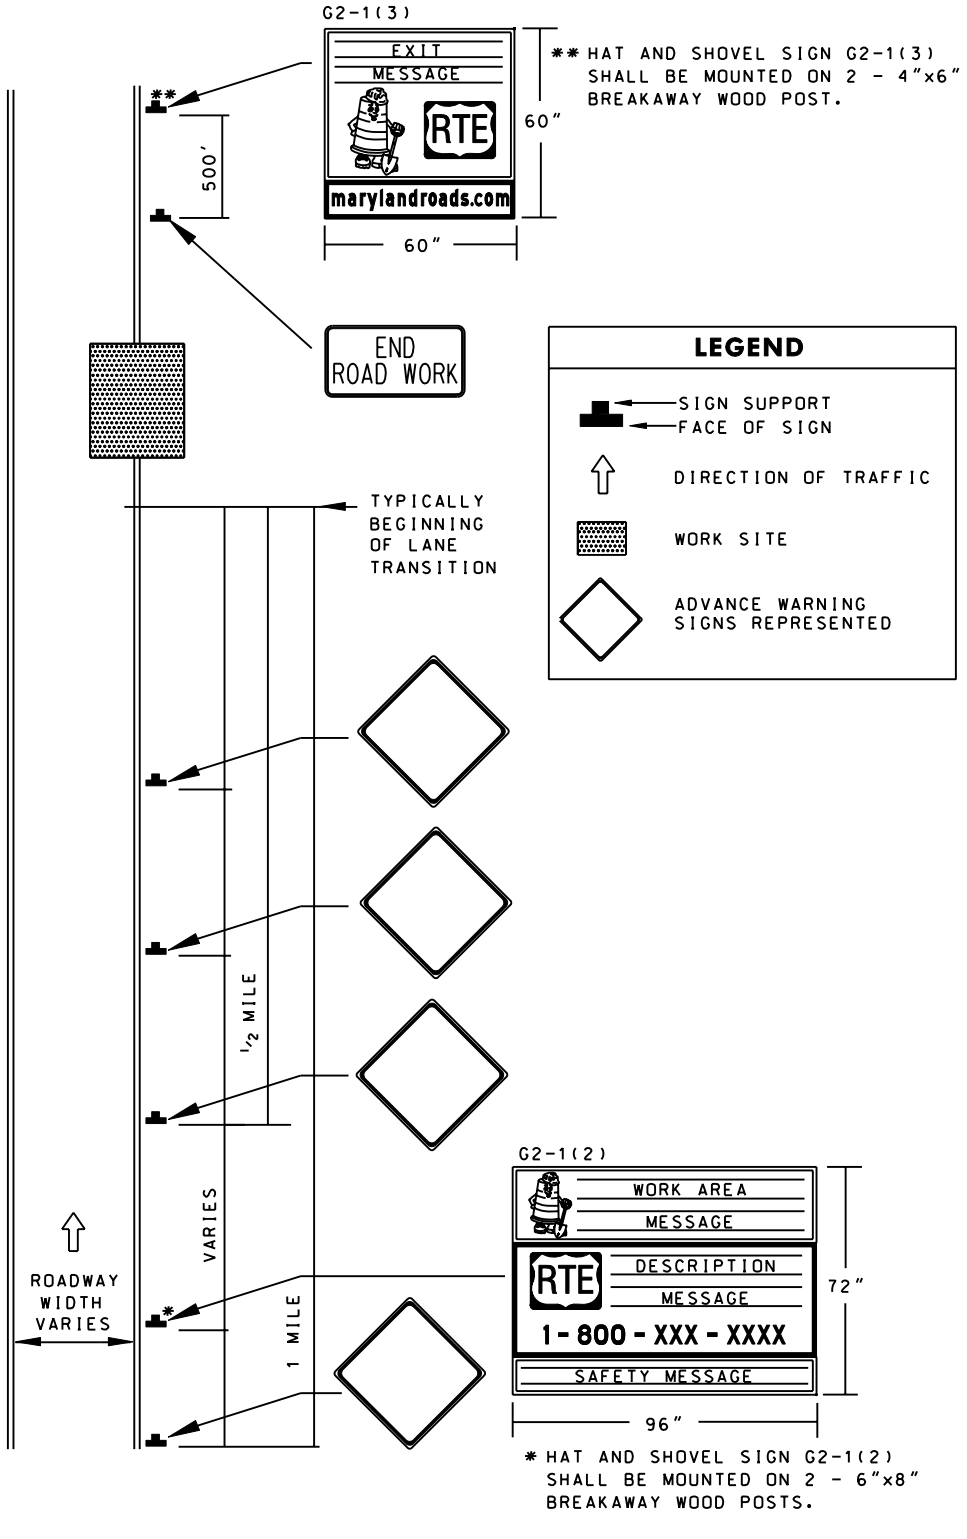 G2-1(3)
EXIT
MESSAGE
RTE
marylandroads.com
60"
60"
** HAT AND SHOVEL SIGN G2-1(3)
SHALL BE MOUNTED ON 2 - 4"x6"
BREAKAWAY WOOD POST.
**
500'
END
ROAD WORK
LEGEND
SIGN SUPPORT
FACE OF SIGN
DIRECTION OF TRAFFIC
WORK SITE
ADVANCE WARNING
SIGNS REPRESENTED
TYPICALLY
BEGINNING
OF LANE
TRANSITION
1/2 MILE
VARIES
1 MILE
ROADWAY
WIDTH
VARIES
*
G2-1(2)
WORK AREA
MESSAGE
RTE
DESCRIPTION
MESSAGE
1-800-XXX-XXXX
SAFETY MESSAGE
72"
96"
* HAT AND SHOVEL SIGN G2-1(2)
SHALL BE MOUNTED ON 2 - 6"x8"
BREAKAWAY WOOD POSTS.